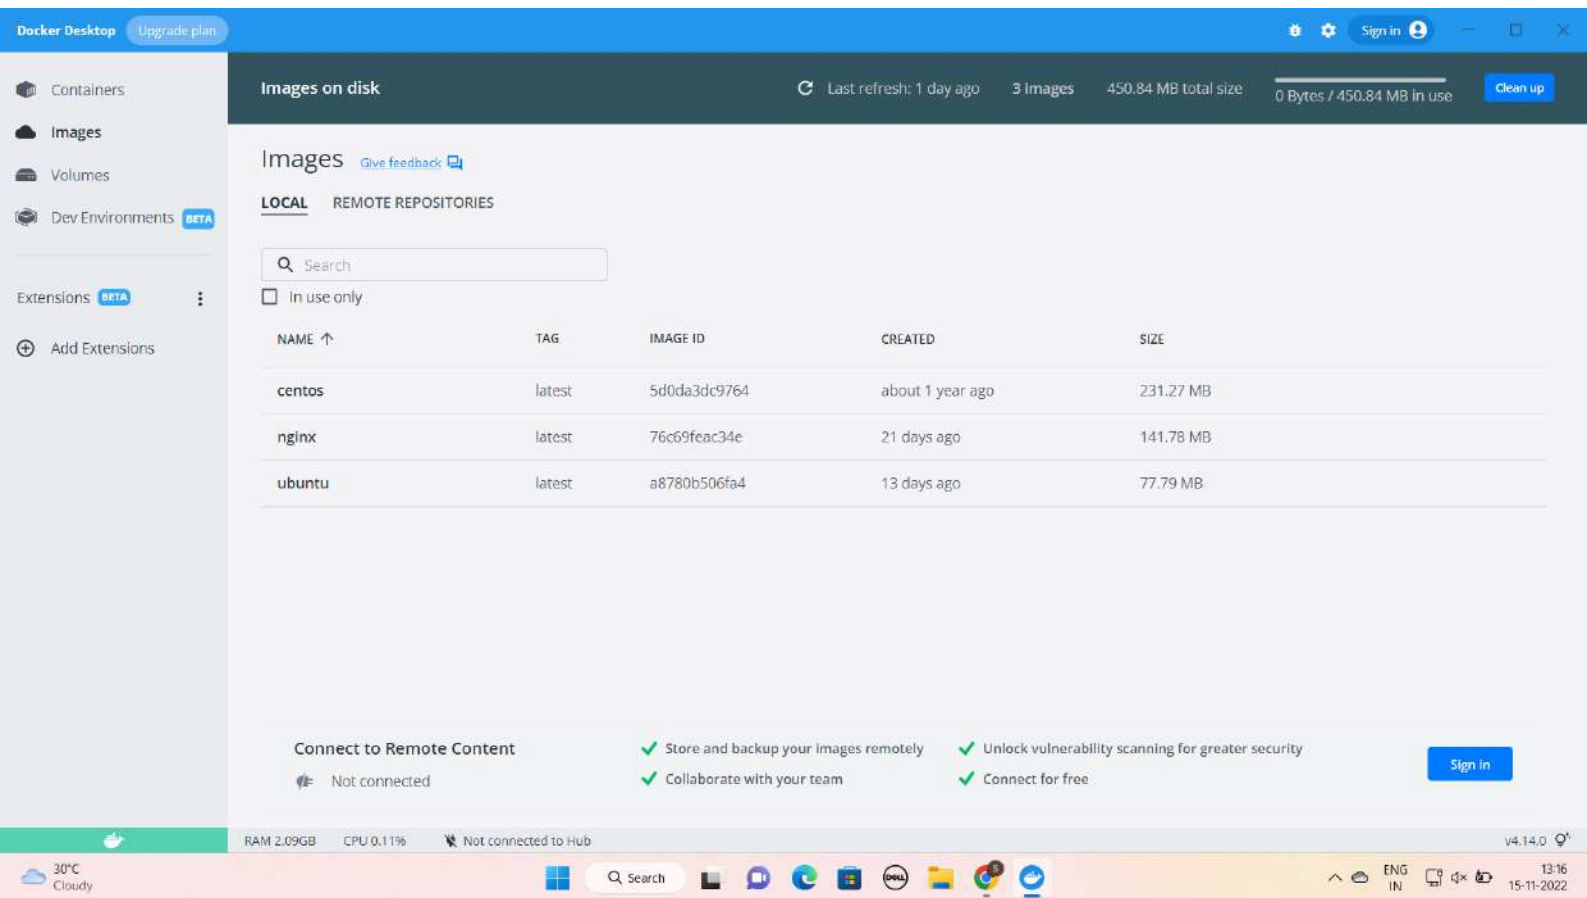 Docker Desktop Upgrade plan Sign in
Containers
Images
Volumes
Dev Environments BETA
Extensions BETA
Add Extensions
Images on disk Last refresh: 1 day ago 3 images 450.84 MB total size 0 Bytes / 450.84 MB in use Clean up
Images Give feedback
LOCAL REMOTE REPOSITORIES
Search
In use only
NAME TAG IMAGE ID CREATED SIZE
centos latest 5d0da3dc9764 about 1 year ago 231.27 MB
nginx latest 76c69feac34e 21 days ago 141.78 MB
ubuntu latest a8780b506fa4 13 days ago 77.79 MB
Connect to Remote Content
Not connected
Store and backup your images remotely
Collaborate with your team
Unlock vulnerability scanning for greater security
Connect for free
Sign in
RAM 2.09GB CPU 0.11% Not connected to Hub v4.14.0
30°C
Cloudy
Search
DELL
S
ENG
IN
13:16
15-11-2022